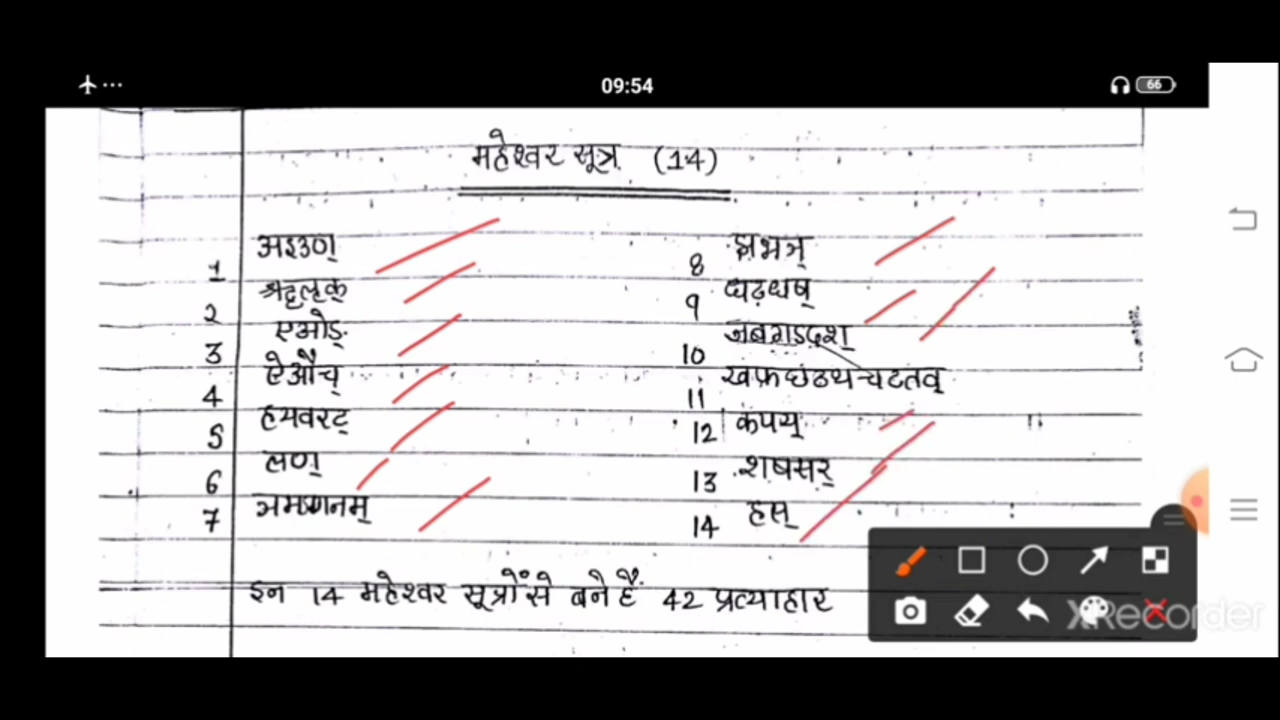 09:54
66
महेश्वर सूत्र (14)
1 अइउण्
2 ऋलृक्
3 एओङ्
4 ऐऔच्
5 हयवरट्
6 लण्
7 ञमङणनम्
8 झभञ्
9 घढधष्
10 जबगडदश्
11 खफछठथचटतव्
12 कपय्
13 शषसर्
14 हल्
इन 14 महेश्वर सूत्रों से बने हैं 42 प्रत्याहार
XRecorder